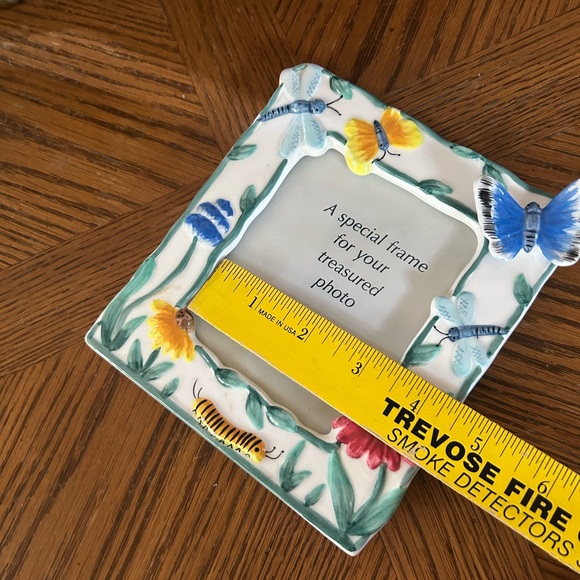 A special frame
for your
treasured
photo
1 2 3 4 5 6
MADE IN USA
TREVOSE FIRE
SMOKE DETECTORS